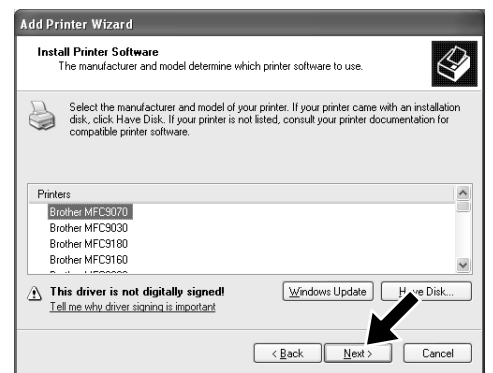 Add Printer Wizard
Install Printer Software
The manufacturer and model determine which printer software to use.
Select the manufacturer and model of your printer. If your printer came with an installation
disk, click Have Disk. If your printer is not listed, consult your printer documentation for
compatible printer software.
Printers
Brother MFC9070
Brother MFC9030
Brother MFC9180
Brother MFC9160
This driver is not digitally signed!
Tell me why driver signing is important
Windows Update
Have Disk...
< Back
Next >
Cancel